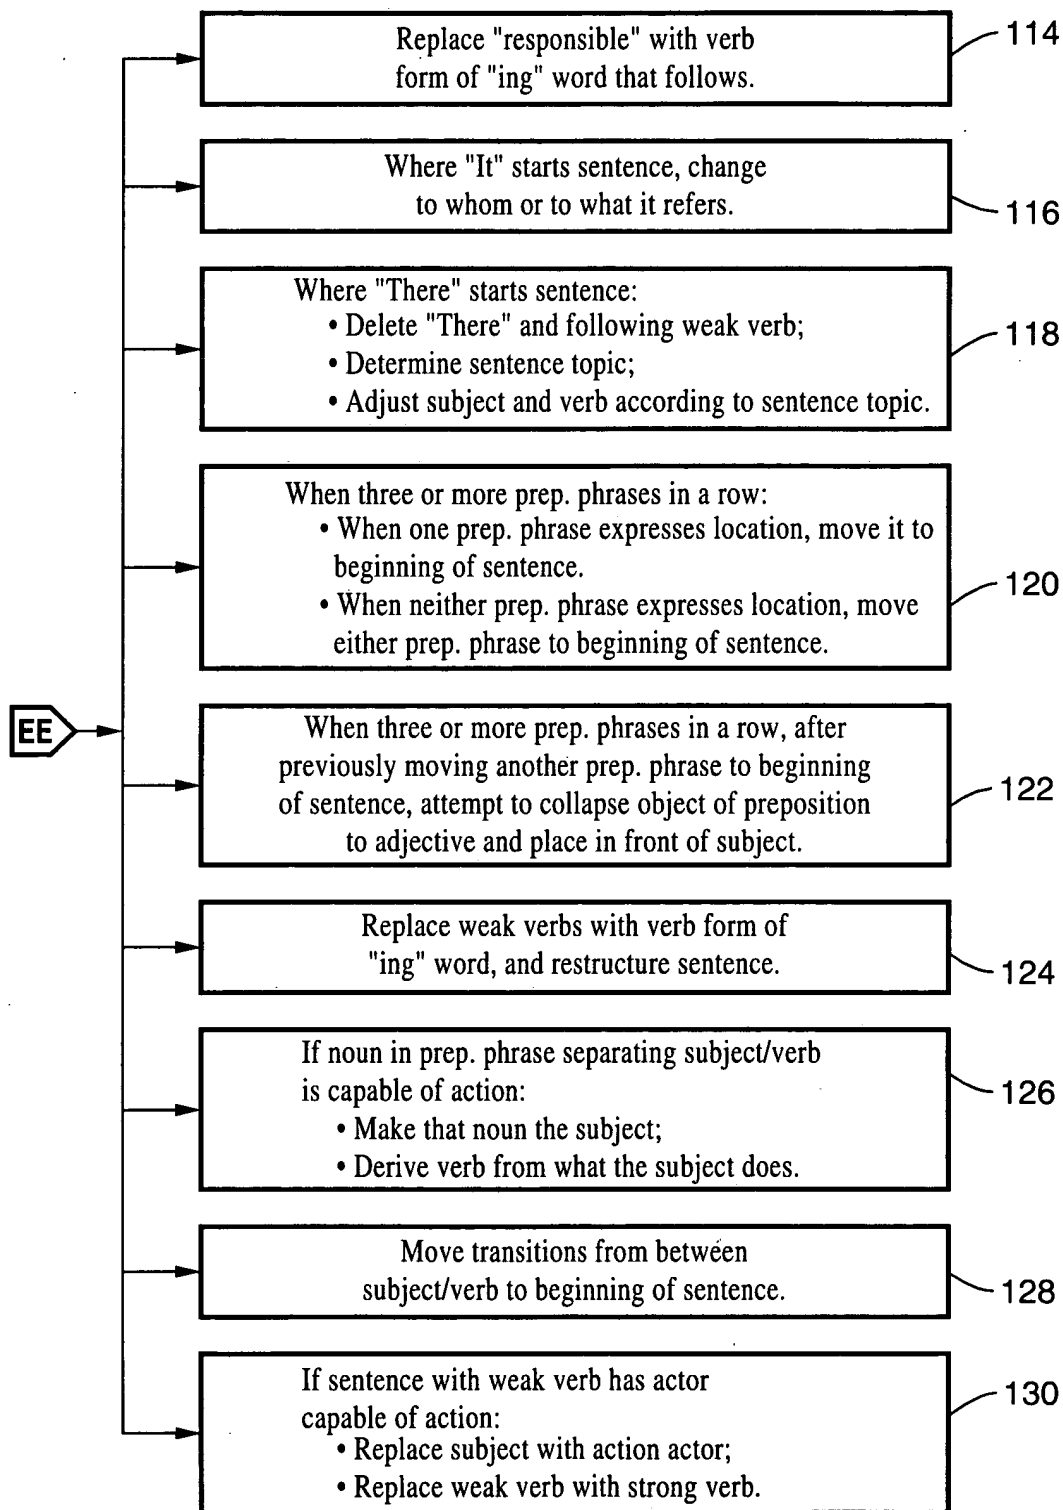 Replace "responsible" with verb
form of "ing" word that follows.
114
Where "It" starts sentence, change
to whom or to what it refers.
116
Where "There" starts sentence:
• Delete "There" and following weak verb;
• Determine sentence topic;
• Adjust subject and verb according to sentence topic.
118
When three or more prep. phrases in a row:
• When one prep. phrase expresses location, move it to
beginning of sentence.
• When neither prep. phrase expresses location, move
either prep. phrase to beginning of sentence.
120
EE
When three or more prep. phrases in a row, after
previously moving another prep. phrase to beginning
of sentence, attempt to collapse object of preposition
to adjective and place in front of subject.
122
Replace weak verbs with verb form of
"ing" word, and restructure sentence.
124
If noun in prep. phrase separating subject/verb
is capable of action:
• Make that noun the subject;
• Derive verb from what the subject does.
126
Move transitions from between
subject/verb to beginning of sentence.
128
If sentence with weak verb has actor
capable of action:
• Replace subject with action actor;
• Replace weak verb with strong verb.
130